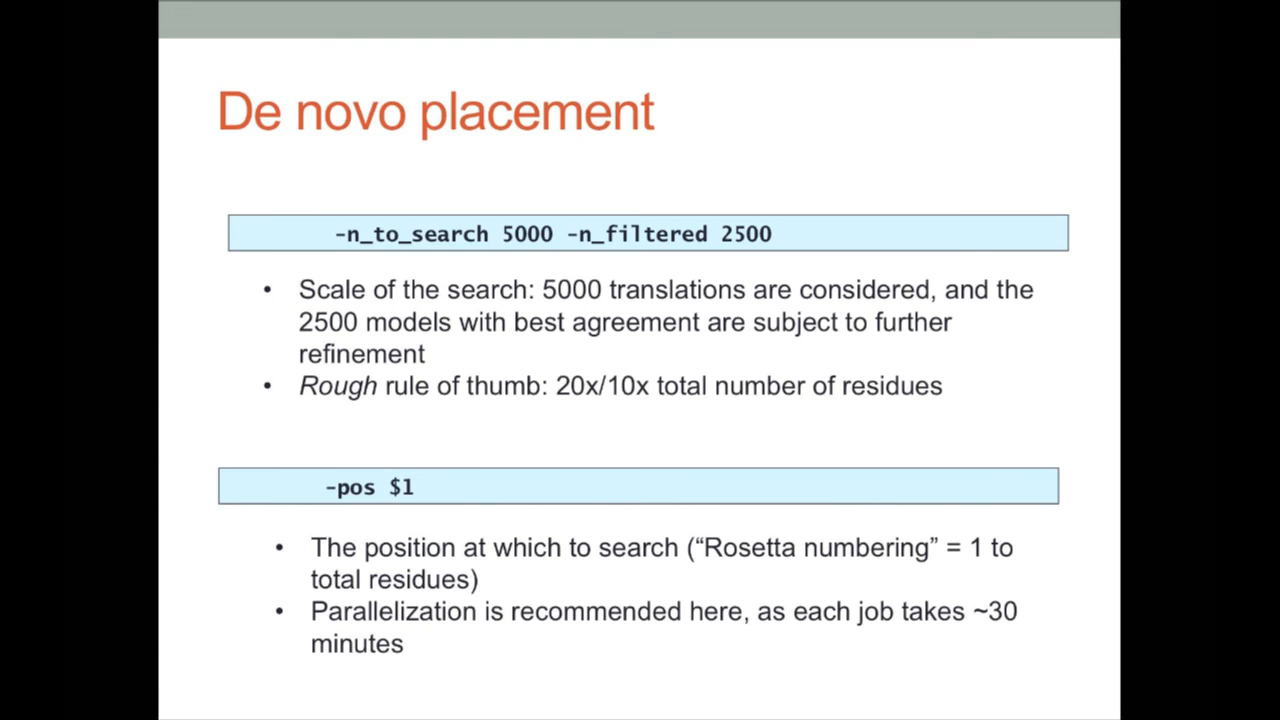 De novo placement
-n_to_search 5000 -n_filtered 2500
• Scale of the search: 5000 translations are considered, and the
2500 models with best agreement are subject to further
refinement
• Rough rule of thumb: 20x/10x total number of residues
-pos $1
• The position at which to search (“Rosetta numbering” = 1 to
total residues)
• Parallelization is recommended here, as each job takes ~30
minutes